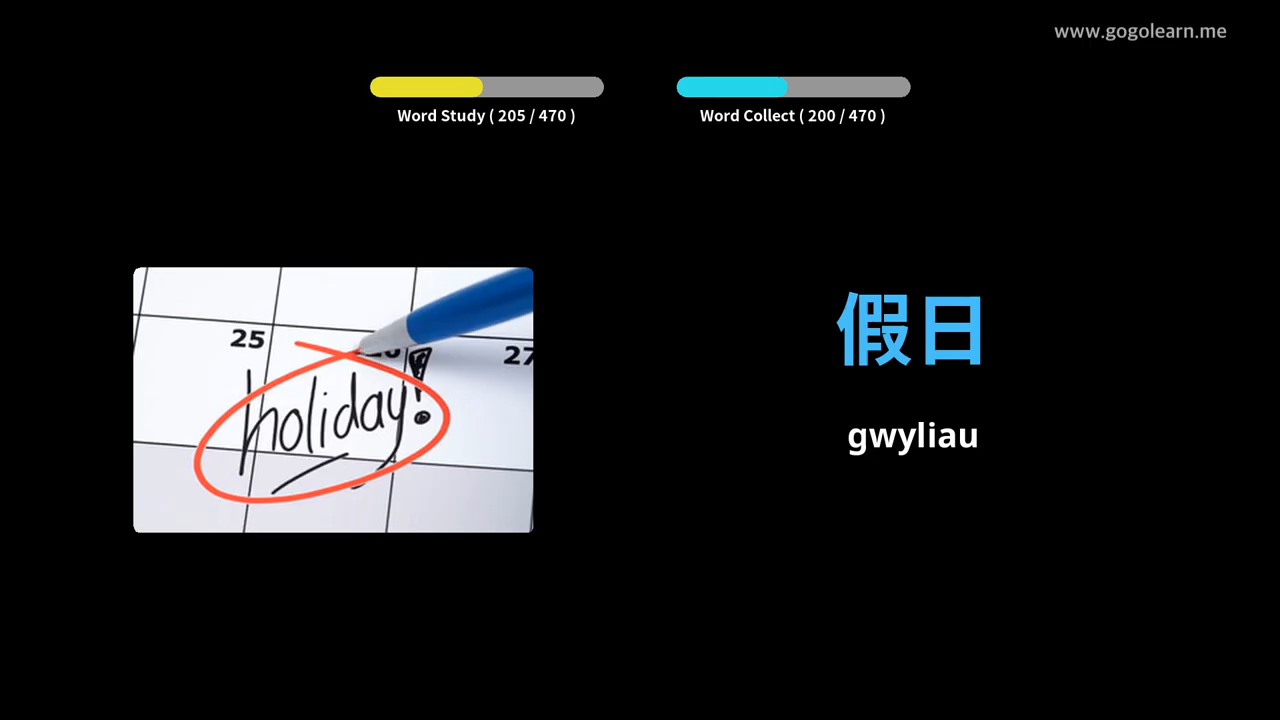 www.gogolearn.me
Word Study ( 205 / 470 )
Word Collect ( 200 / 470 )
25
27
holiday!
假日
gwyliau